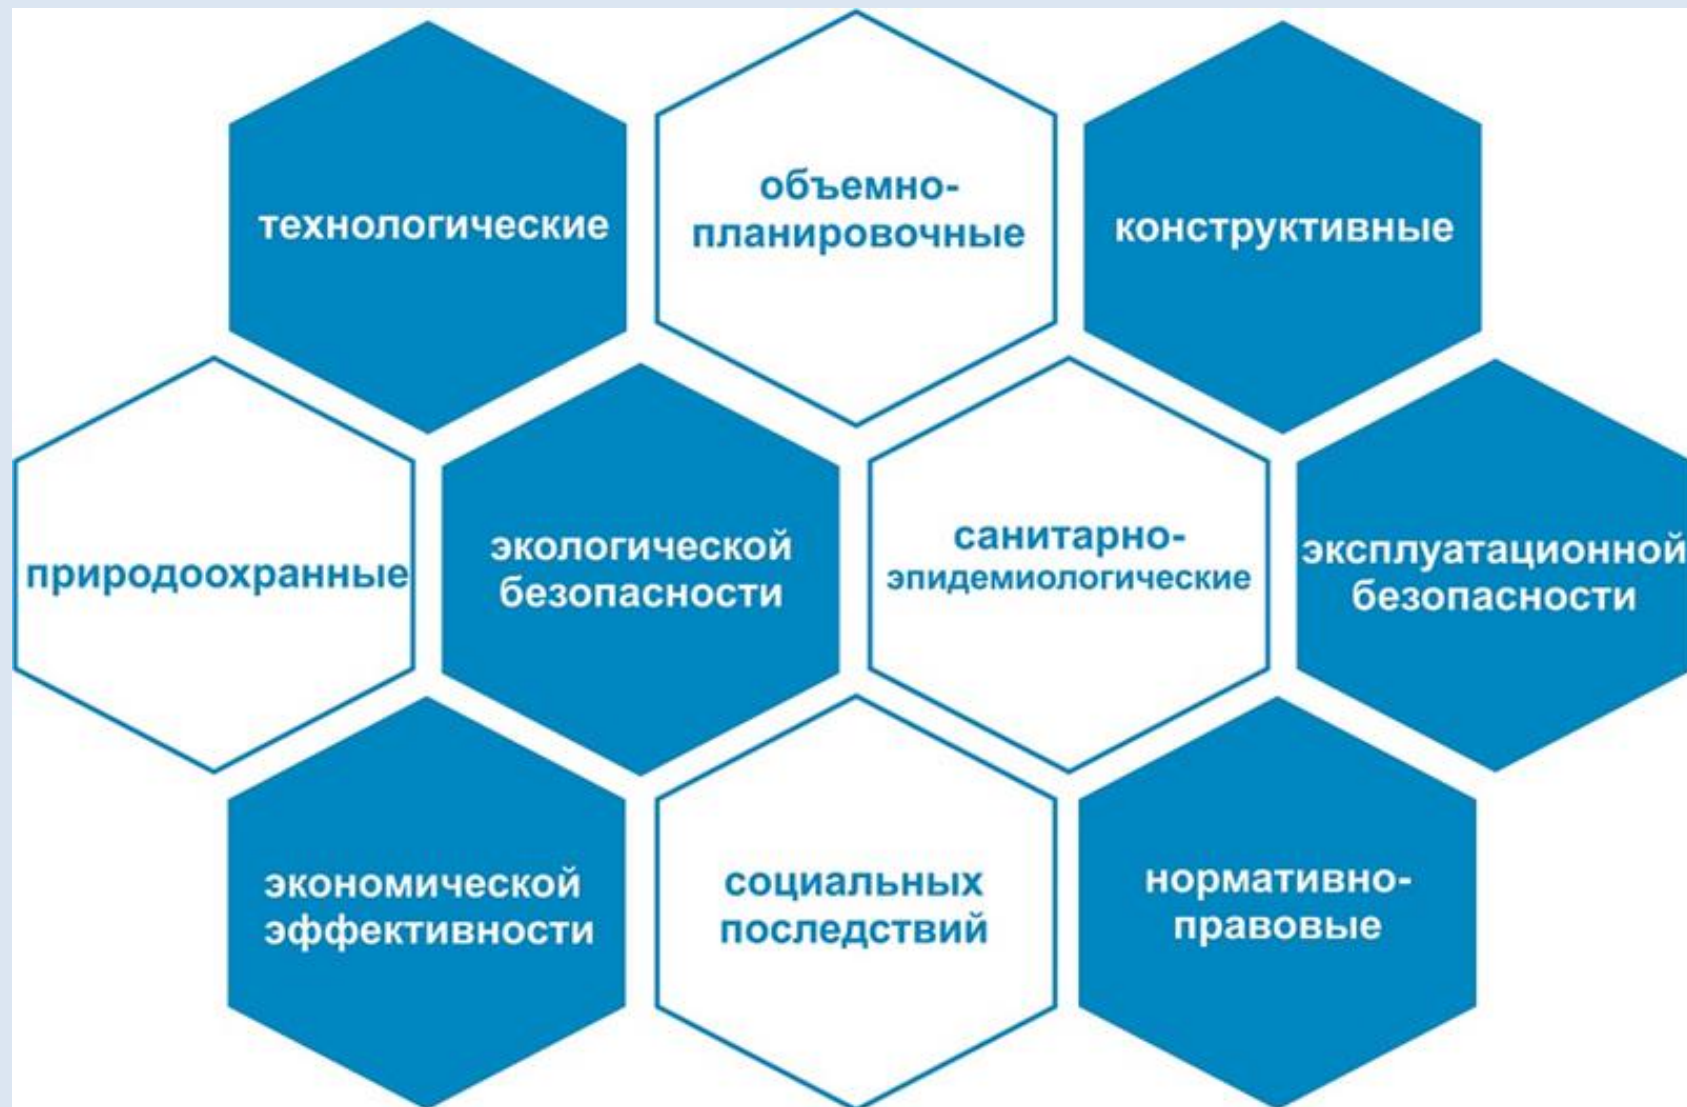 технологические
объемно-
планировочные
конструктивные
природоохранные
экологической
безопасности
санитарно-
эпидемиологические
эксплуатационной
безопасности
экономической
эффективности
социальных
последствий
нормативно-
правовые